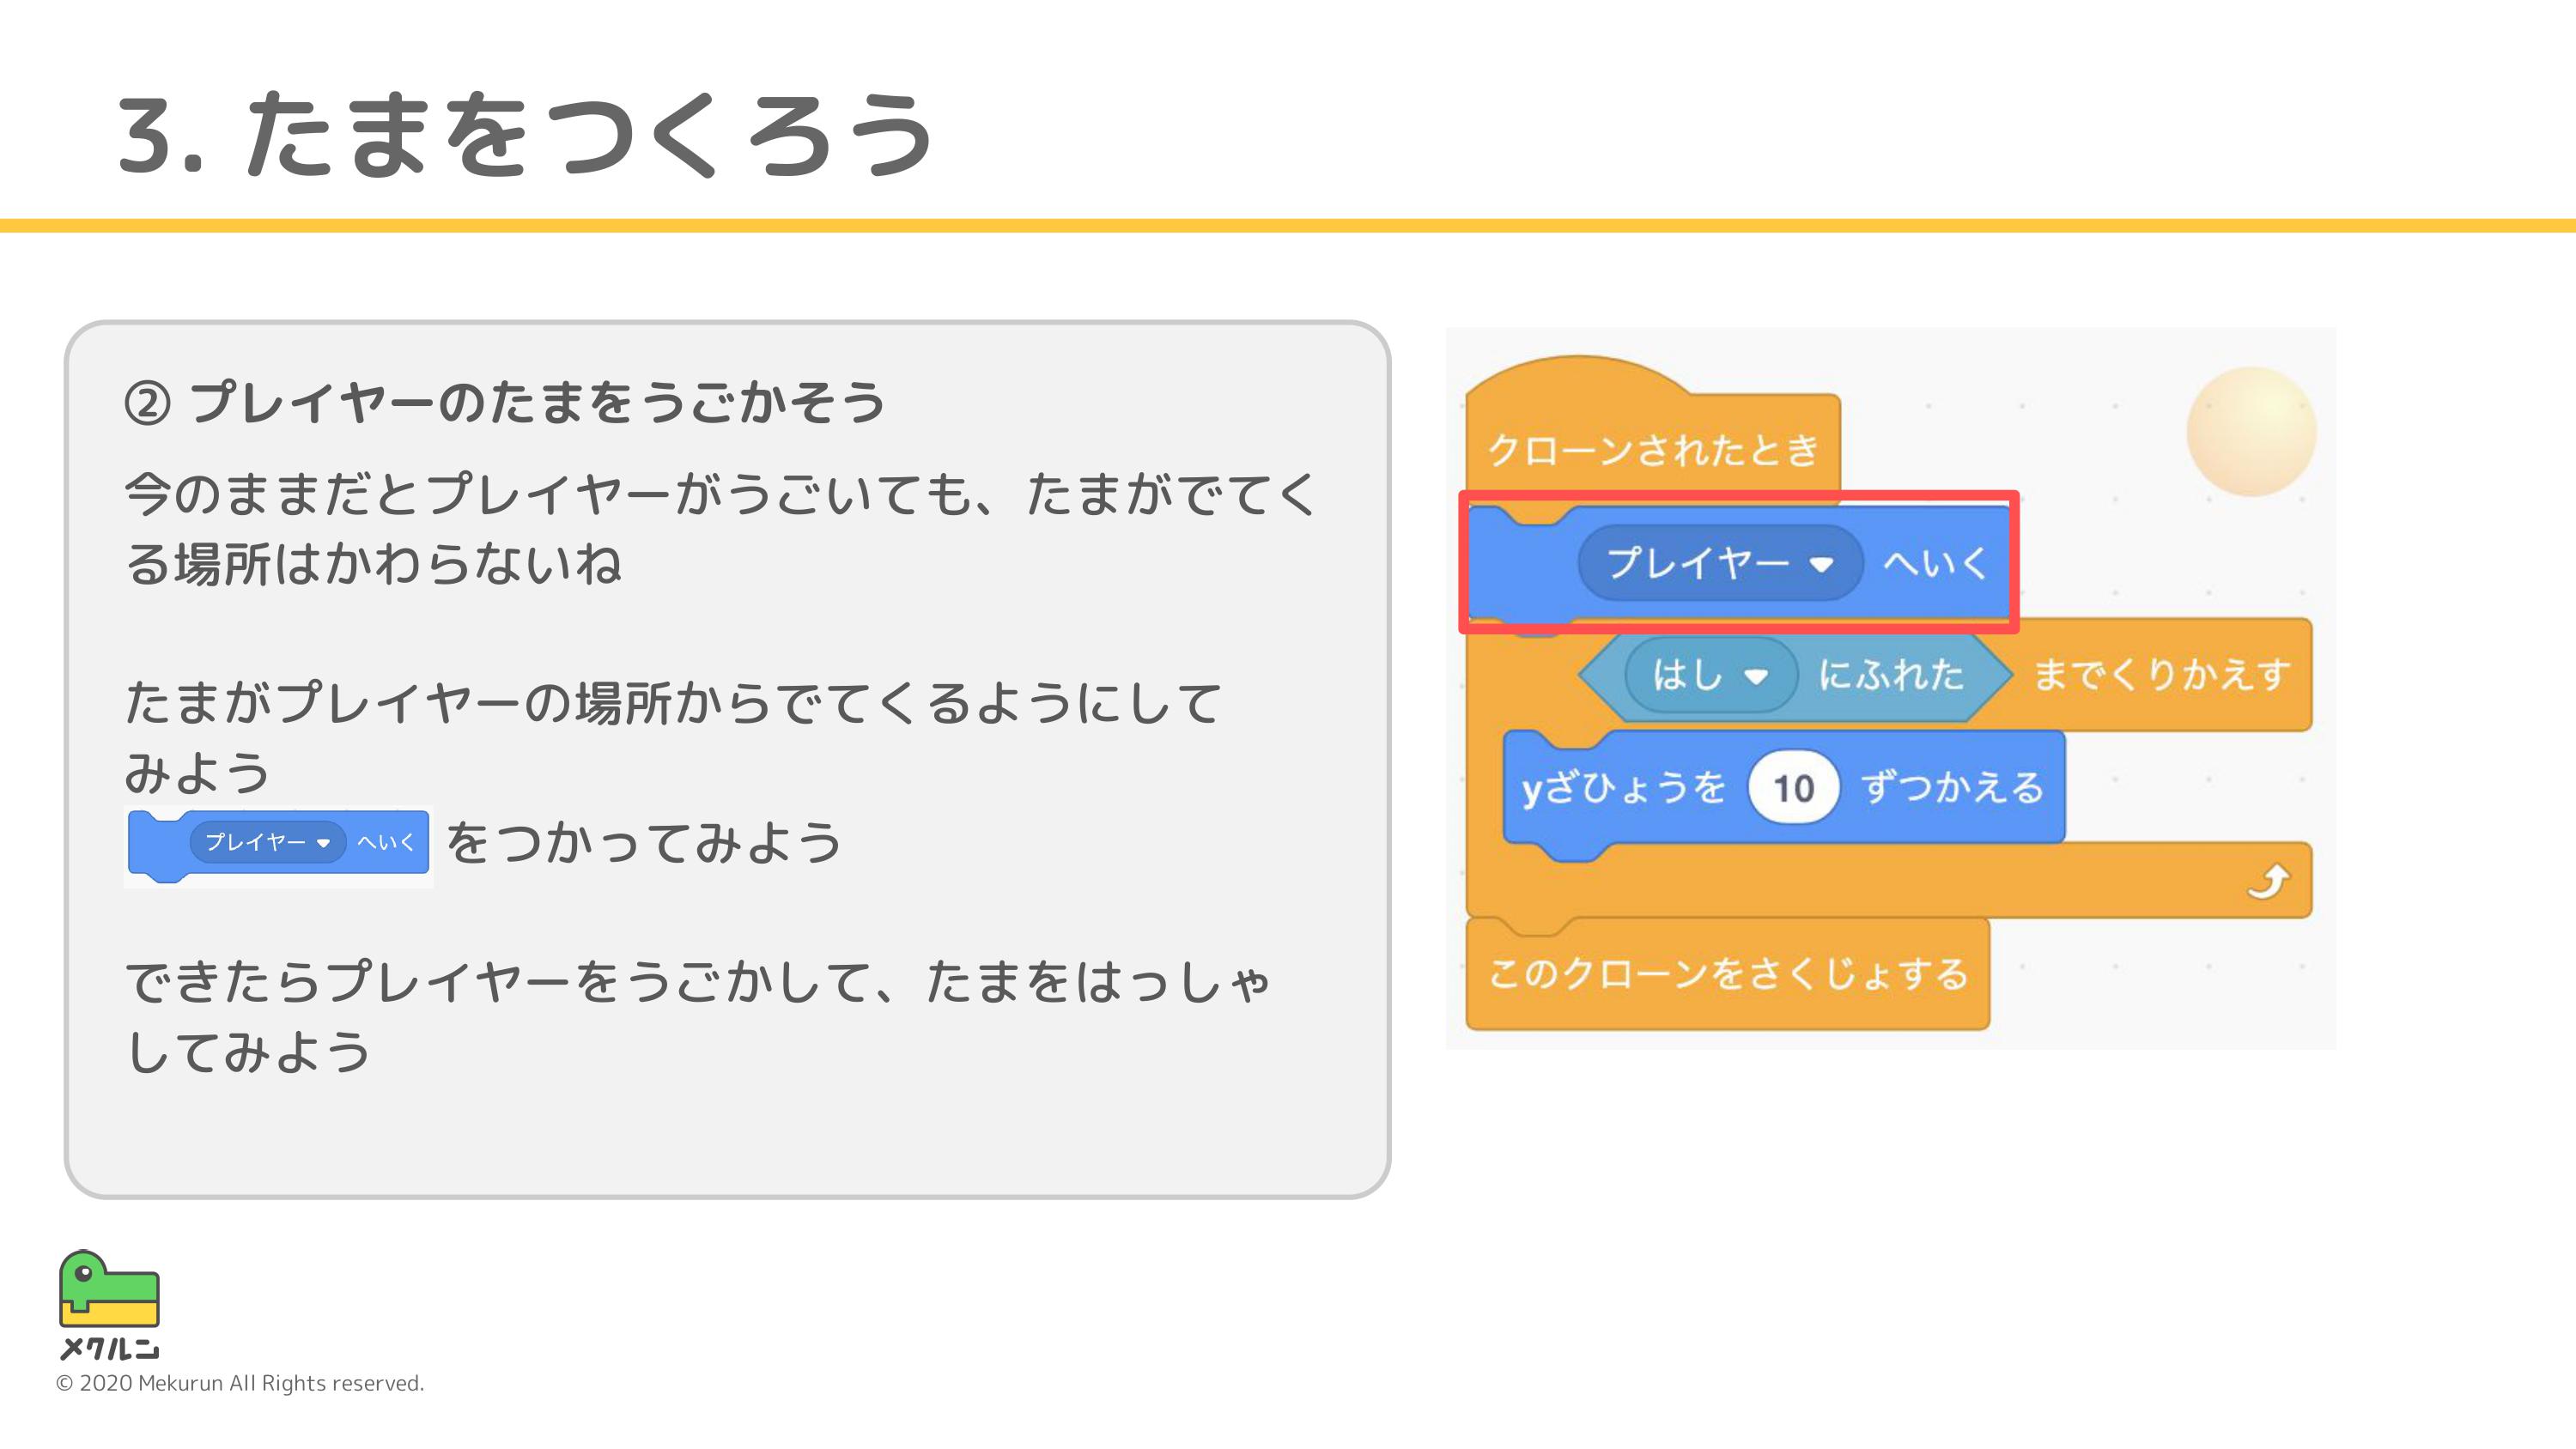 3. たまをつくろう
② プレイヤーのたまをうごかそう
今のままだとプレイヤーがうごいても、たまがでてく
る場所はかわらないね
たまがプレイヤーの場所からでてくるようにして
みよう
プレイヤー へいく をつかってみよう
できたらプレイヤーをうごかして、たまをはっしゃ
してみよう
クローンされたとき
プレイヤー へいく
はし にふれた までくりかえす
yざひょうを 10 ずつかえる
このクローンをさくじょする
メクルン
© 2020 Mekurun All Rights reserved.